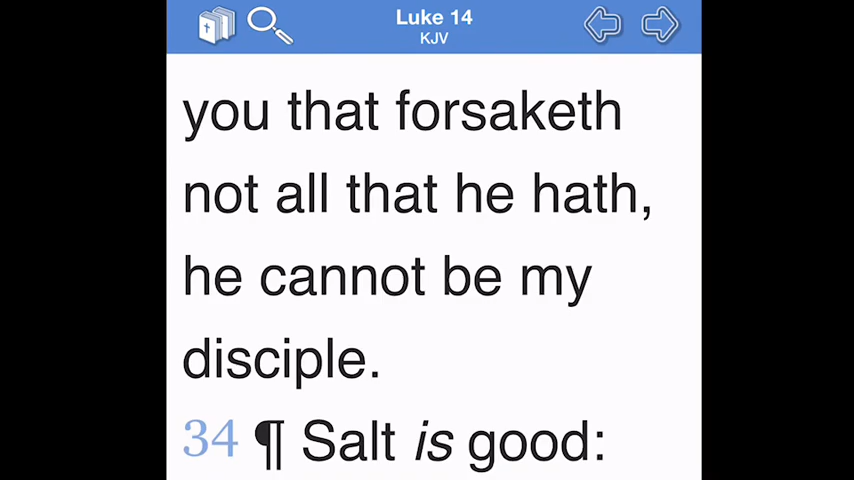 Luke 14
KJV
you that forsaketh
not all that he hath,
he cannot be my
disciple.
34 ¶ Salt is good: